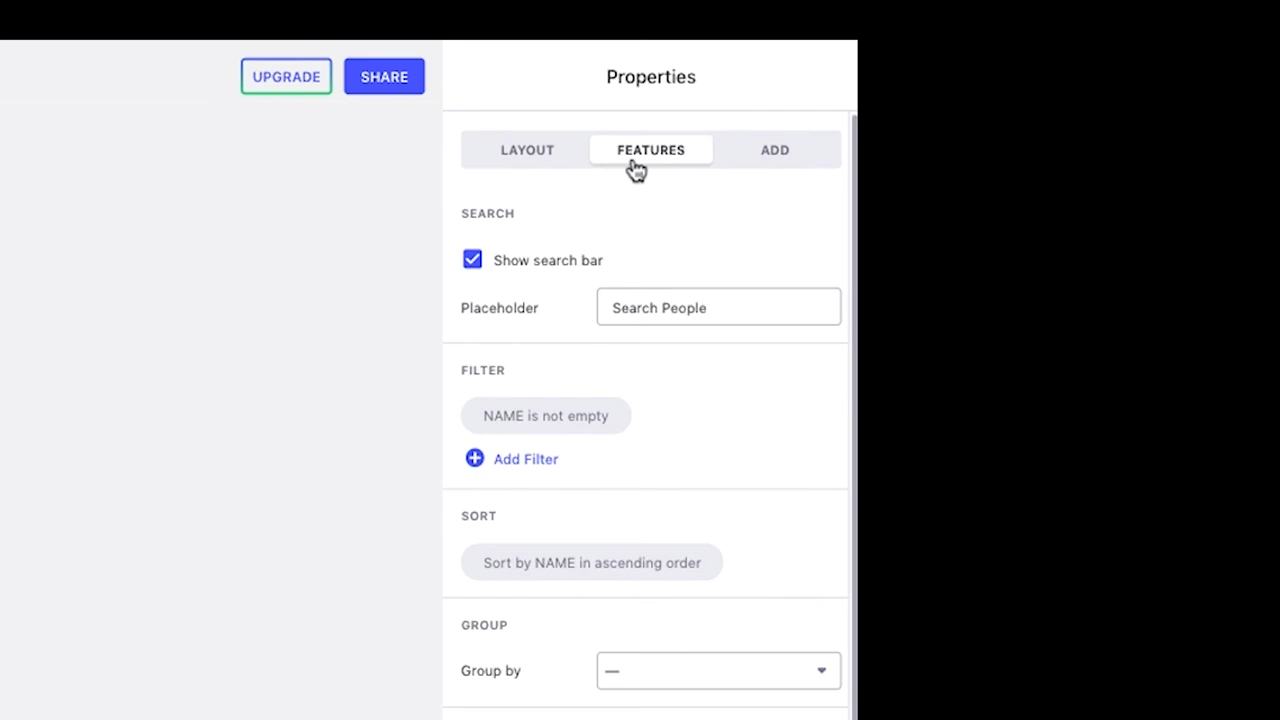 UPGRADE SHARE Properties
LAYOUT FEATURES ADD
SEARCH
Show search bar
Placeholder Search People
FILTER
NAME is not empty
Add Filter
SORT
Sort by NAME in ascending order
GROUP
Group by —